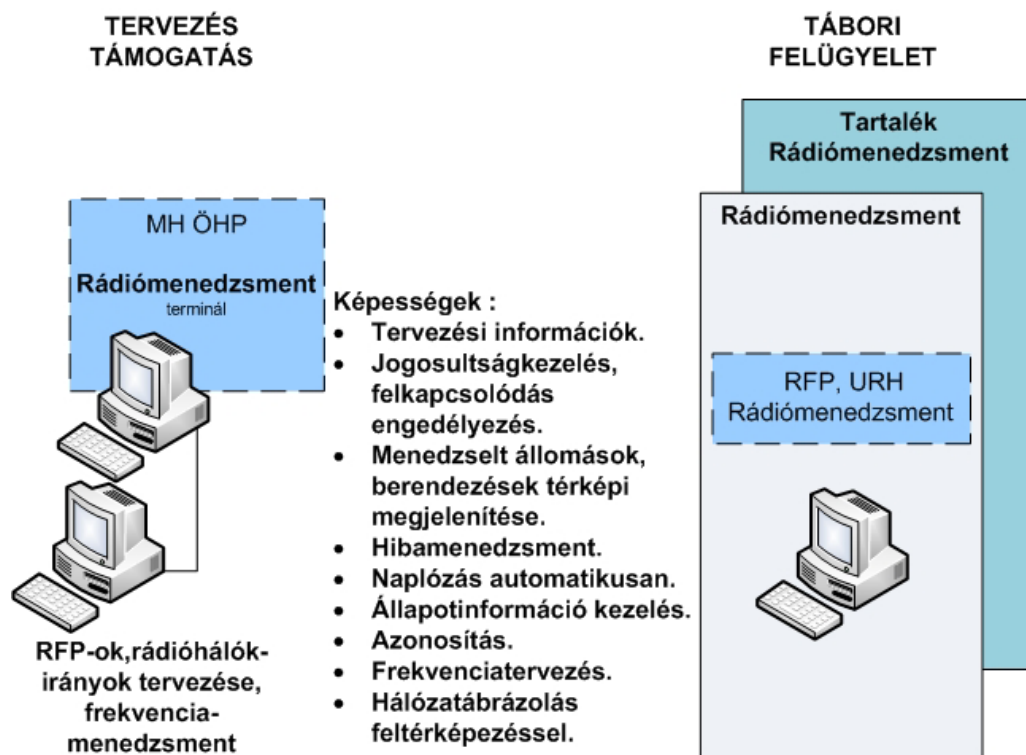 TERVEZÉS
TÁMOGATÁS
TÁBORI
FELÜGYELET
MH ÖHP
Rádiómenedzsment
terminál
RFP-ok,rádióhálók-
irányok tervezése,
frekvencia-
menedzsment
Képességek :
• Tervezési információk.
• Jogosultságkezelés,
felkapcsolódás
engedélyezés.
• Menedzselt állomások,
berendezések térképi
megjelenítése.
• Hibamenedzsment.
• Naplózás automatikusan.
• Állapotinformáció kezelés.
• Azonosítás.
• Frekvenciatervezés.
• Hálózatábrázolás
feltérképezéssel.
Tartalék
Rádiómenedzsment
Rádiómenedzsment
RFP, URH
Rádiómenedzsment